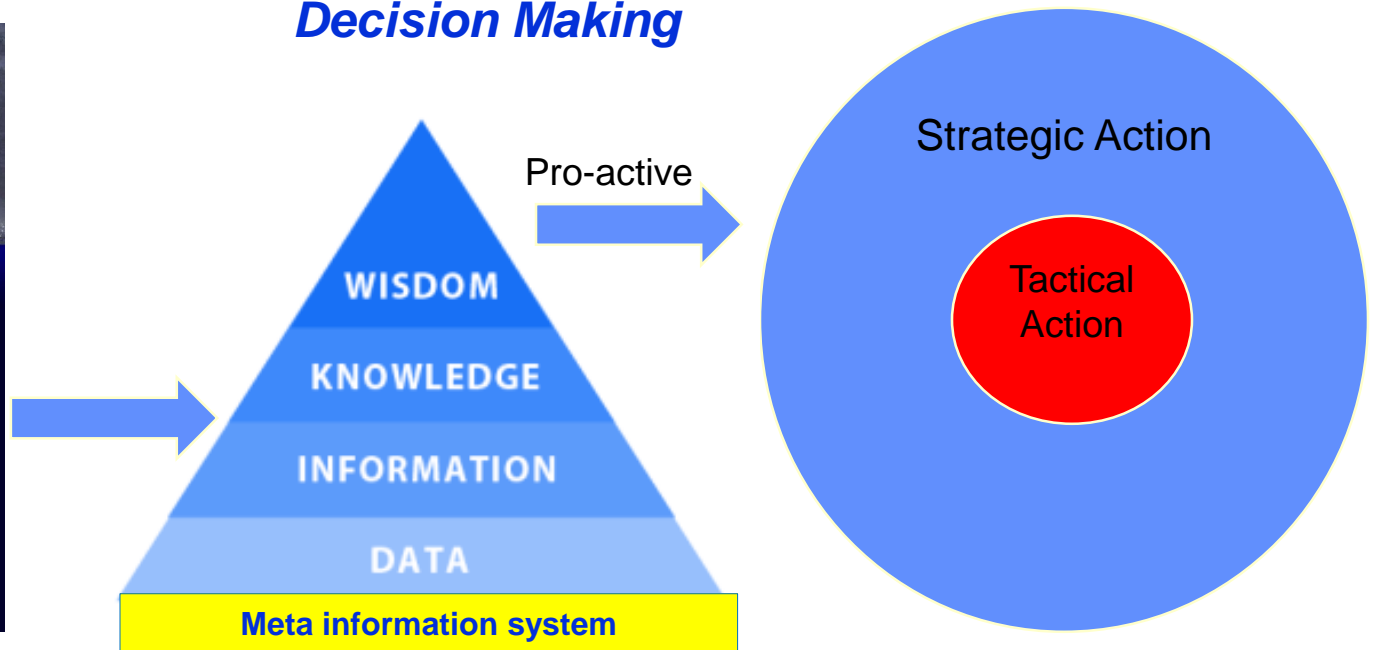 Decision Making
Pro-active
Strategic Action
Tactical
Action
WISDOM
KNOWLEDGE
INFORMATION
DATA
Meta information system